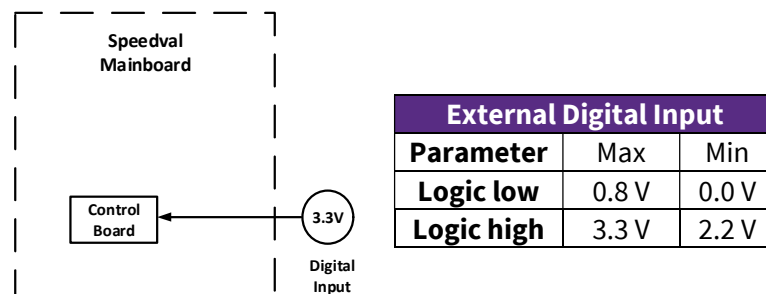 Speedval
Mainboard
Control
Board
3.3V
Digital
Input
External Digital Input
Parameter Max Min
Logic low 0.8 V 0.0 V
Logic high 3.3 V 2.2 V